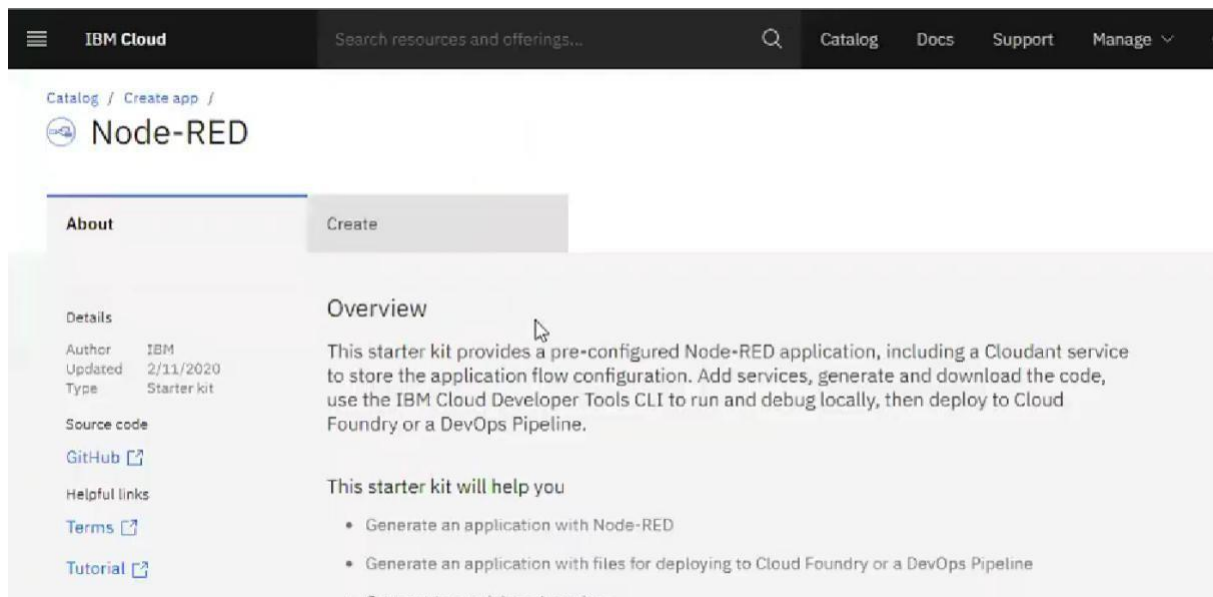 IBM Cloud
Search resources and offerings...
Catalog
Docs
Support
Manage
Catalog / Create app /
Node-RED
About
Create
Details
Author IBM
Updated 2/11/2020
Type Starter kit
Source code
GitHub
Helpful links
Terms
Tutorial
Overview
This starter kit provides a pre-configured Node-RED application, including a Cloudant service
to store the application flow configuration. Add services, generate and download the code,
use the IBM Cloud Developer Tools CLI to run and debug locally, then deploy to Cloud
Foundry or a DevOps Pipeline.
This starter kit will help you
• Generate an application with Node-RED
• Generate an application with files for deploying to Cloud Foundry or a DevOps Pipeline